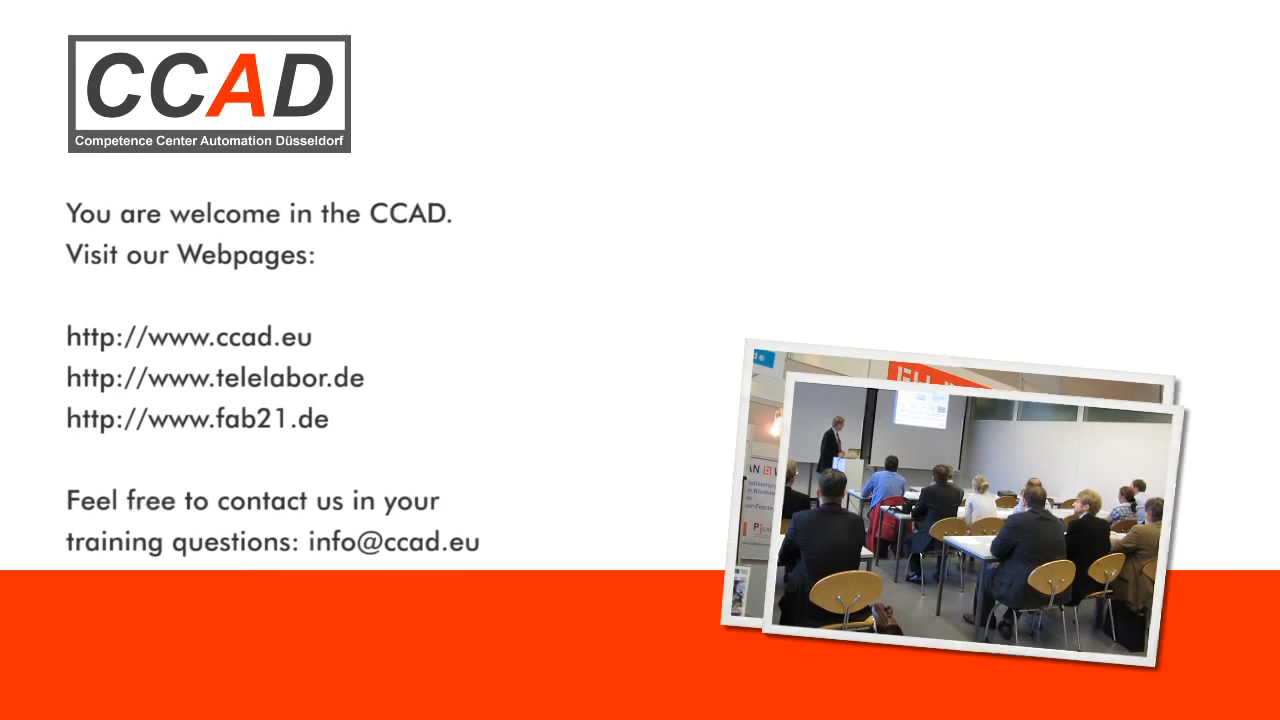 CCAD
Competence Center Automation Düsseldorf
You are welcome in the CCAD.
Visit our Webpages:
http://www.ccad.eu
http://www.telelabor.de
http://www.fab21.de
Feel free to contact us in your
training questions: info@ccad.eu